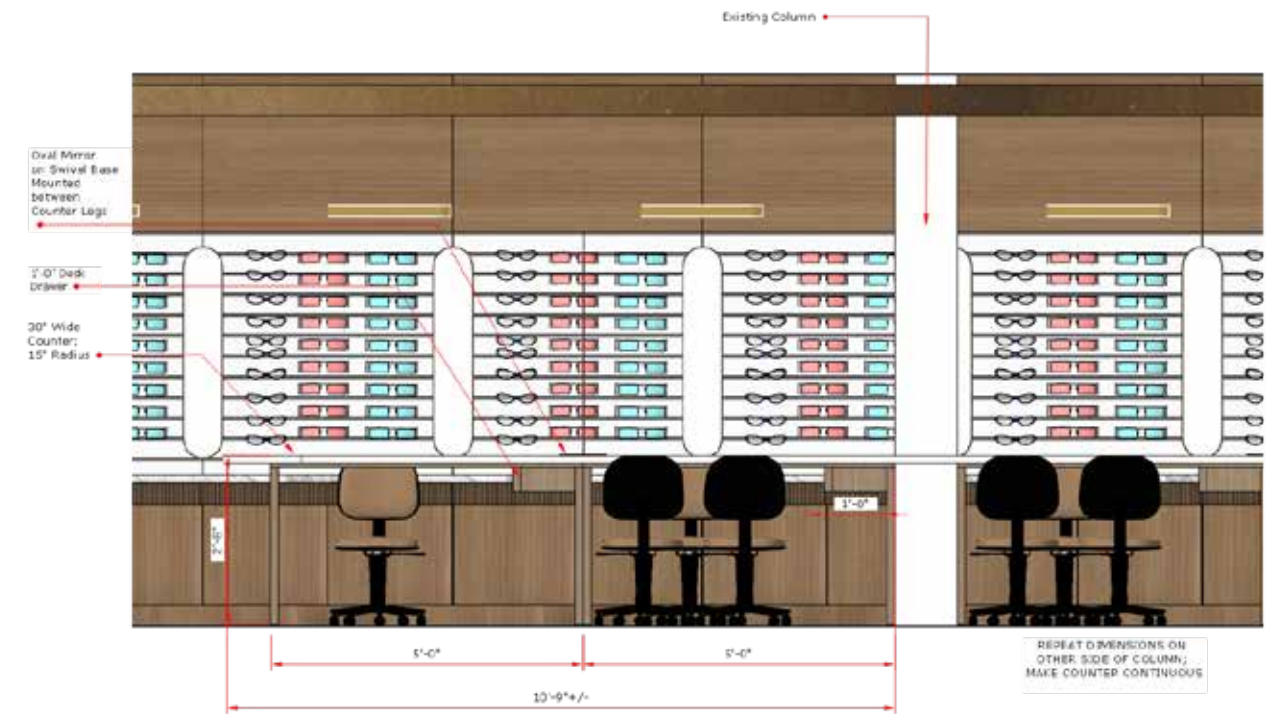 Existing Column
Oval Mirror
on Swivel Base
Mounted
between
Counter Legs
1'-0" Desk
Drawer
30" Wide
Counter;
15" Radius
1'-0"
2'-6"
5'-0"
5'-0"
10'-9"+/-
REPEAT DIMENSIONS ON
OTHER SIDE OF COLUMN;
MAKE COUNTER CONTINUOUS